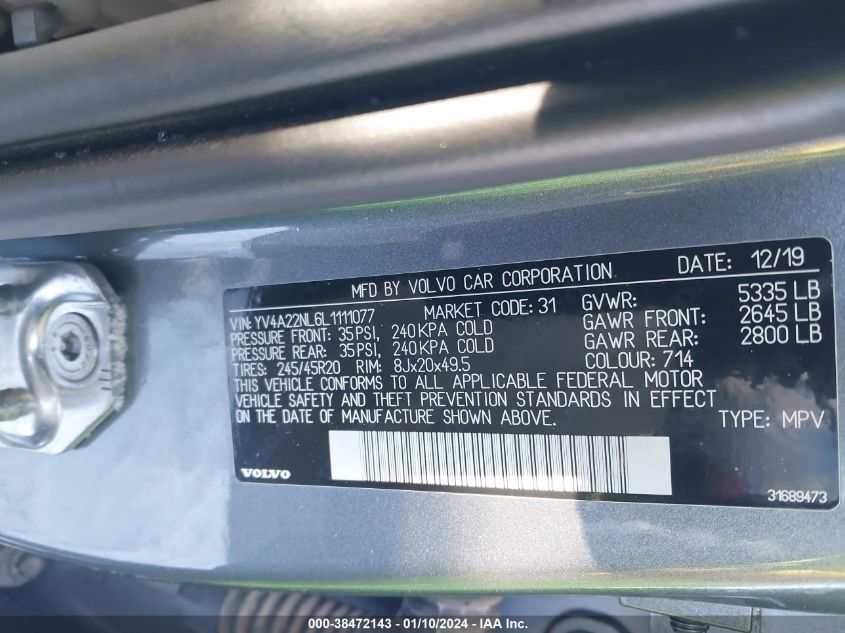 MFD BY VOLVO CAR CORPORATION DATE: 12/19
VIN: YV4A22NL6L1111077 MARKET CODE: 31 GVWR: 5335 LB
PRESSURE FRONT: 35PSI, 240KPA COLD GAWR FRONT: 2645 LB
PRESSURE REAR: 35PSI, 240KPA COLD GAWR REAR: 2800 LB
TIRES: 245/45R20 RIM: 8Jx20x49.5 COLOUR: 714
THIS VEHICLE CONFORMS TO ALL APPLICABLE FEDERAL MOTOR
VEHICLE SAFETY AND THEFT PREVENTION STANDARDS IN EFFECT
ON THE DATE OF MANUFACTURE SHOWN ABOVE. TYPE: MPV
VOLVO 31689473
000-38472143 - 01/10/2024 - IAA Inc.